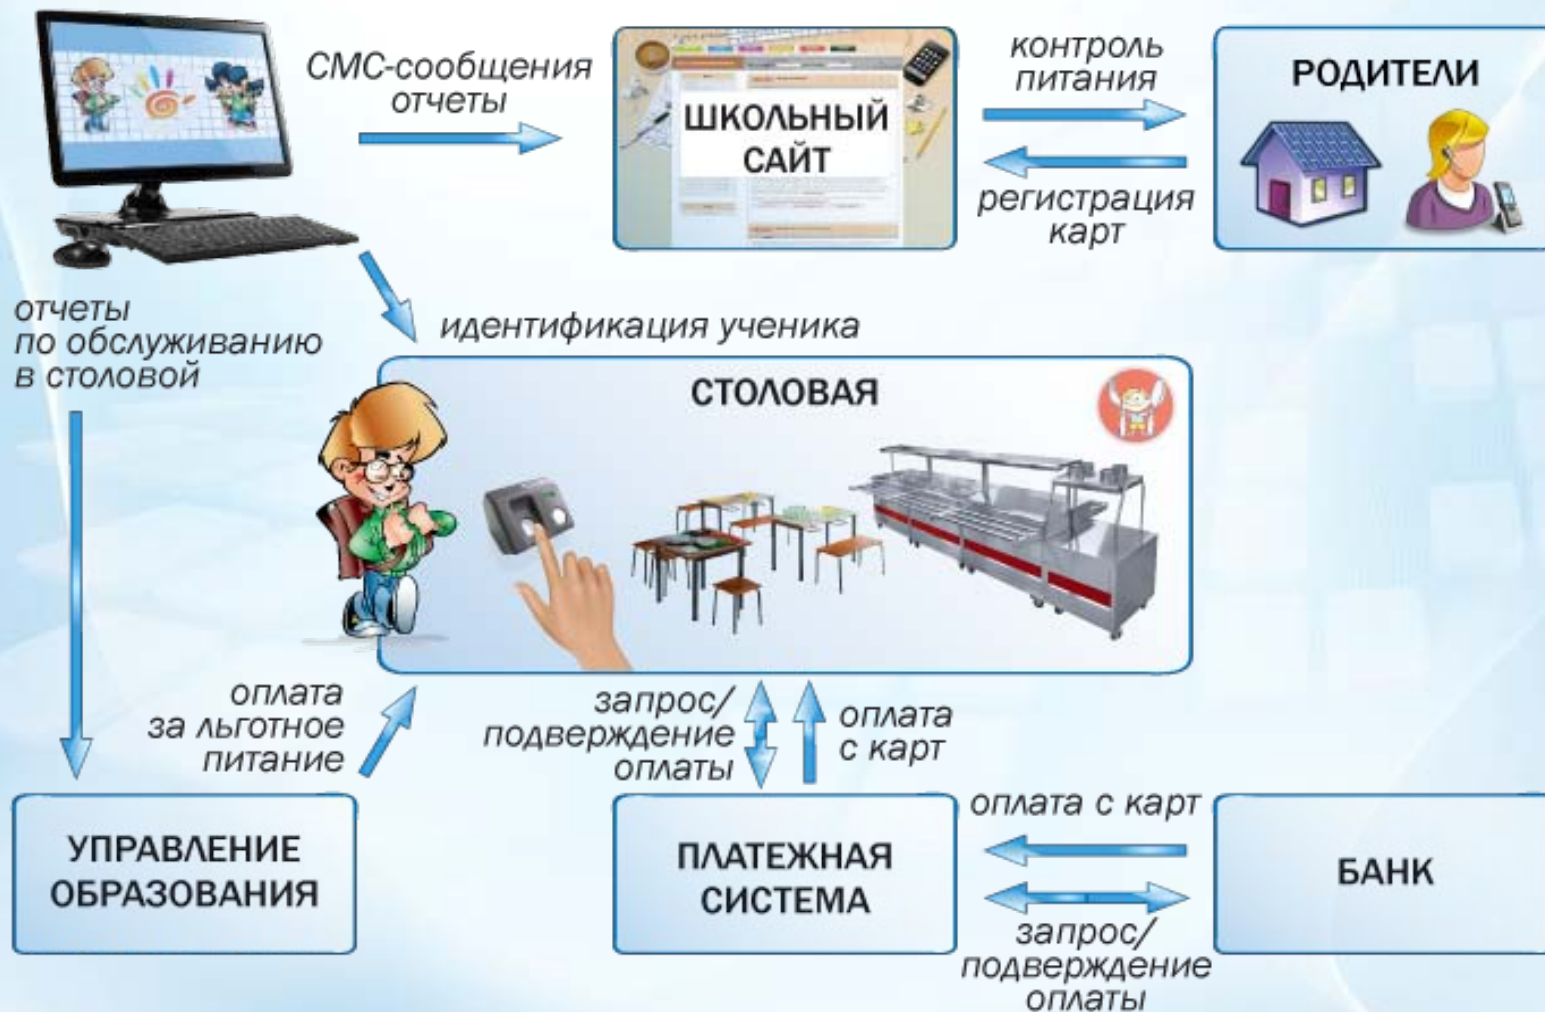 СМС-сообщения
отчеты
ШКОЛЬНЫЙ
САЙТ
контроль
питания
регистрация
карт
РОДИТЕЛИ
отчеты
по обслуживанию
в столовой
идентификация ученика
СТОЛОВАЯ
оплата
за льготное
питание
запрос/
подверждение
оплаты
оплата
с карт
УПРАВЛЕНИЕ
ОБРАЗОВАНИЯ
ПЛАТЕЖНАЯ
СИСТЕМА
оплата с карт
запрос/
подверждение
оплаты
БАНК